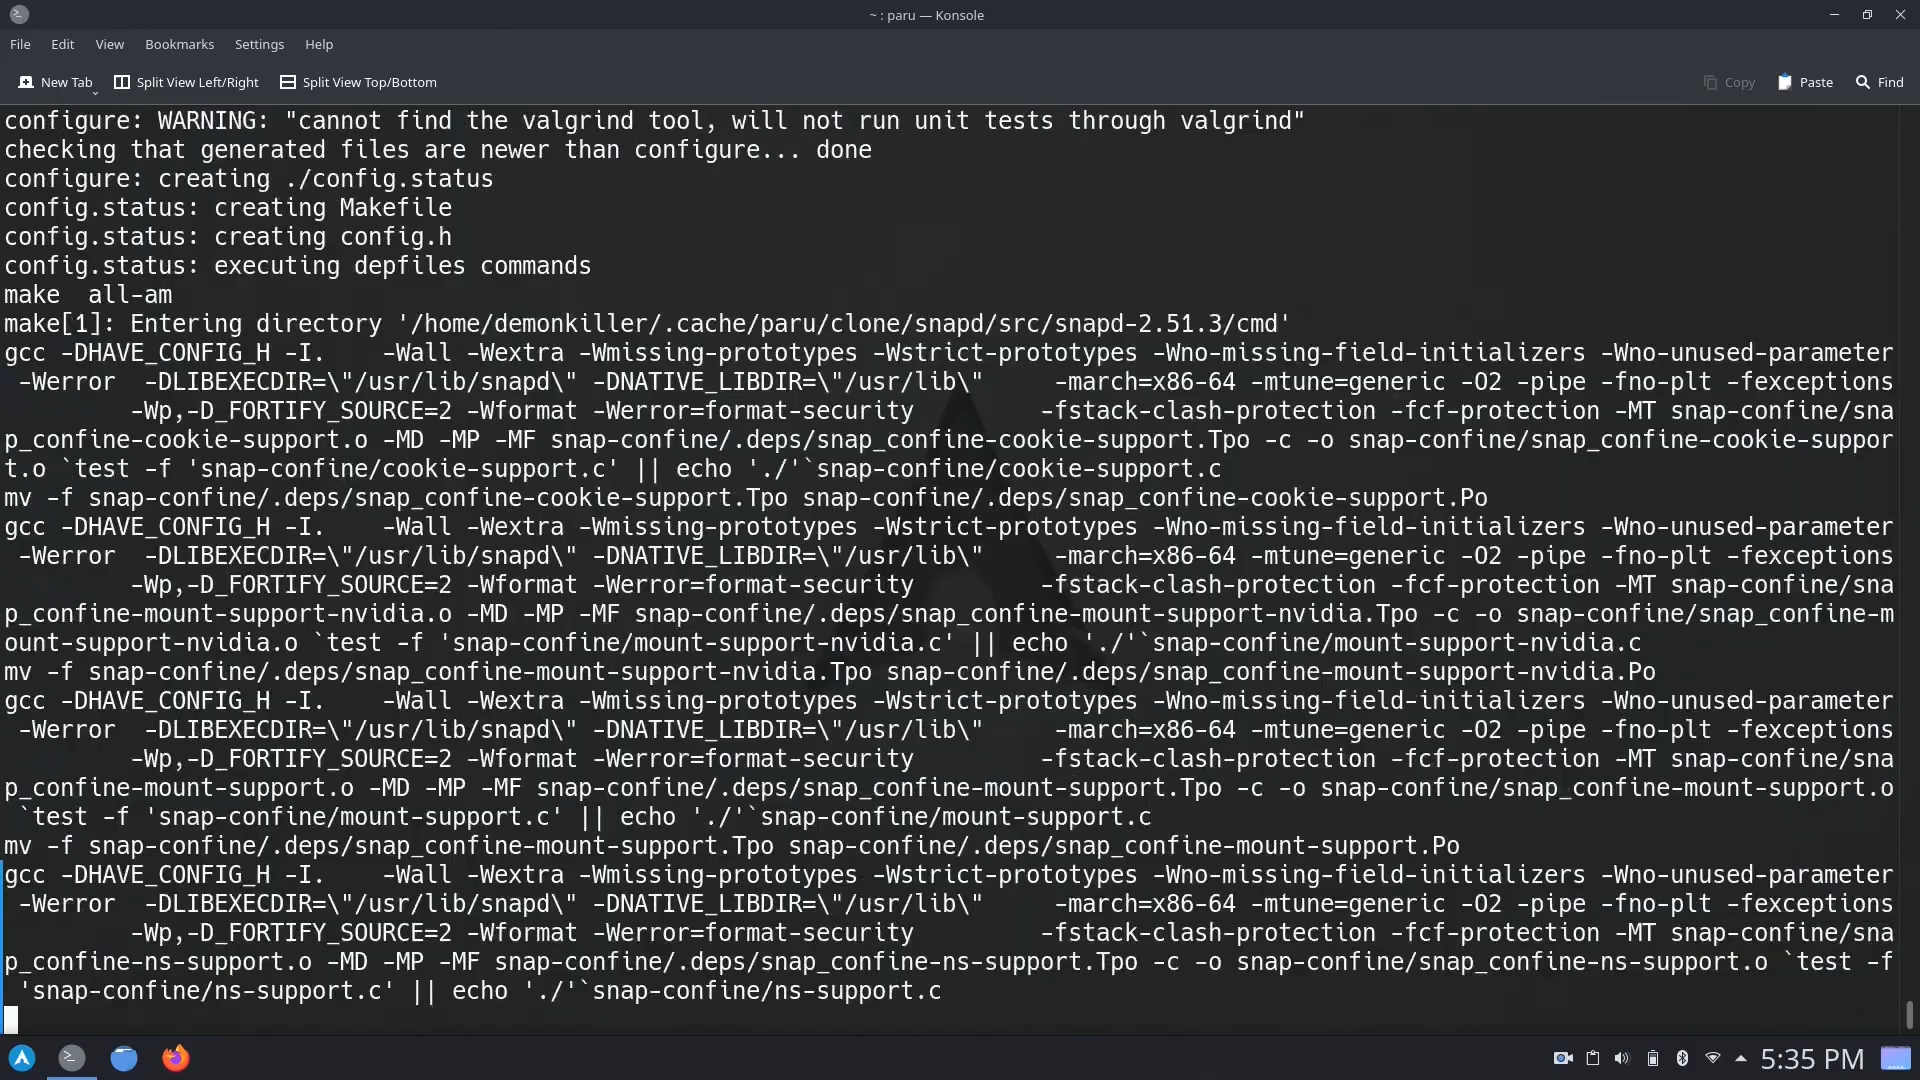 ~ : paru — Konsole
File Edit View Bookmarks Settings Help
New Tab Split View Left/Right Split View Top/Bottom Copy Paste Find
configure: WARNING: "cannot find the valgrind tool, will not run unit tests through valgrind"
checking that generated files are newer than configure... done
configure: creating ./config.status
config.status: creating Makefile
config.status: creating config.h
config.status: executing depfiles commands
make  all-am
make[1]: Entering directory '/home/demonkiller/.cache/paru/clone/snapd/src/snapd-2.51.3/cmd'
gcc -DHAVE_CONFIG_H -I.    -Wall -Wextra -Wmissing-prototypes -Wstrict-prototypes -Wno-missing-field-initializers -Wno-unused-parameter
 -Werror  -DLIBEXECDIR=\"/usr/lib/snapd\" -DNATIVE_LIBDIR=\"/usr/lib\"     -march=x86-64 -mtune=generic -O2 -pipe -fno-plt -fexceptions
         -Wp,-D_FORTIFY_SOURCE=2 -Wformat -Werror=format-security         -fstack-clash-protection -fcf-protection -MT snap-confine/sna
p_confine-cookie-support.o -MD -MP -MF snap-confine/.deps/snap_confine-cookie-support.Tpo -c -o snap-confine/snap_confine-cookie-suppor
t.o `test -f 'snap-confine/cookie-support.c' || echo './'`snap-confine/cookie-support.c
mv -f snap-confine/.deps/snap_confine-cookie-support.Tpo snap-confine/.deps/snap_confine-cookie-support.Po
gcc -DHAVE_CONFIG_H -I.    -Wall -Wextra -Wmissing-prototypes -Wstrict-prototypes -Wno-missing-field-initializers -Wno-unused-parameter
 -Werror  -DLIBEXECDIR=\"/usr/lib/snapd\" -DNATIVE_LIBDIR=\"/usr/lib\"     -march=x86-64 -mtune=generic -O2 -pipe -fno-plt -fexceptions
         -Wp,-D_FORTIFY_SOURCE=2 -Wformat -Werror=format-security         -fstack-clash-protection -fcf-protection -MT snap-confine/sna
p_confine-mount-support-nvidia.o -MD -MP -MF snap-confine/.deps/snap_confine-mount-support-nvidia.Tpo -c -o snap-confine/snap_confine-m
ount-support-nvidia.o `test -f 'snap-confine/mount-support-nvidia.c' || echo './'`snap-confine/mount-support-nvidia.c
mv -f snap-confine/.deps/snap_confine-mount-support-nvidia.Tpo snap-confine/.deps/snap_confine-mount-support-nvidia.Po
gcc -DHAVE_CONFIG_H -I.    -Wall -Wextra -Wmissing-prototypes -Wstrict-prototypes -Wno-missing-field-initializers -Wno-unused-parameter
 -Werror  -DLIBEXECDIR=\"/usr/lib/snapd\" -DNATIVE_LIBDIR=\"/usr/lib\"     -march=x86-64 -mtune=generic -O2 -pipe -fno-plt -fexceptions
         -Wp,-D_FORTIFY_SOURCE=2 -Wformat -Werror=format-security         -fstack-clash-protection -fcf-protection -MT snap-confine/sna
p_confine-mount-support.o -MD -MP -MF snap-confine/.deps/snap_confine-mount-support.Tpo -c -o snap-confine/snap_confine-mount-support.o
 `test -f 'snap-confine/mount-support.c' || echo './'`snap-confine/mount-support.c
mv -f snap-confine/.deps/snap_confine-mount-support.Tpo snap-confine/.deps/snap_confine-mount-support.Po
gcc -DHAVE_CONFIG_H -I.    -Wall -Wextra -Wmissing-prototypes -Wstrict-prototypes -Wno-missing-field-initializers -Wno-unused-parameter
 -Werror  -DLIBEXECDIR=\"/usr/lib/snapd\" -DNATIVE_LIBDIR=\"/usr/lib\"     -march=x86-64 -mtune=generic -O2 -pipe -fno-plt -fexceptions
         -Wp,-D_FORTIFY_SOURCE=2 -Wformat -Werror=format-security         -fstack-clash-protection -fcf-protection -MT snap-confine/sna
p_confine-ns-support.o -MD -MP -MF snap-confine/.deps/snap_confine-ns-support.Tpo -c -o snap-confine/snap_confine-ns-support.o `test -f
 'snap-confine/ns-support.c' || echo './'`snap-confine/ns-support.c
5:35 PM